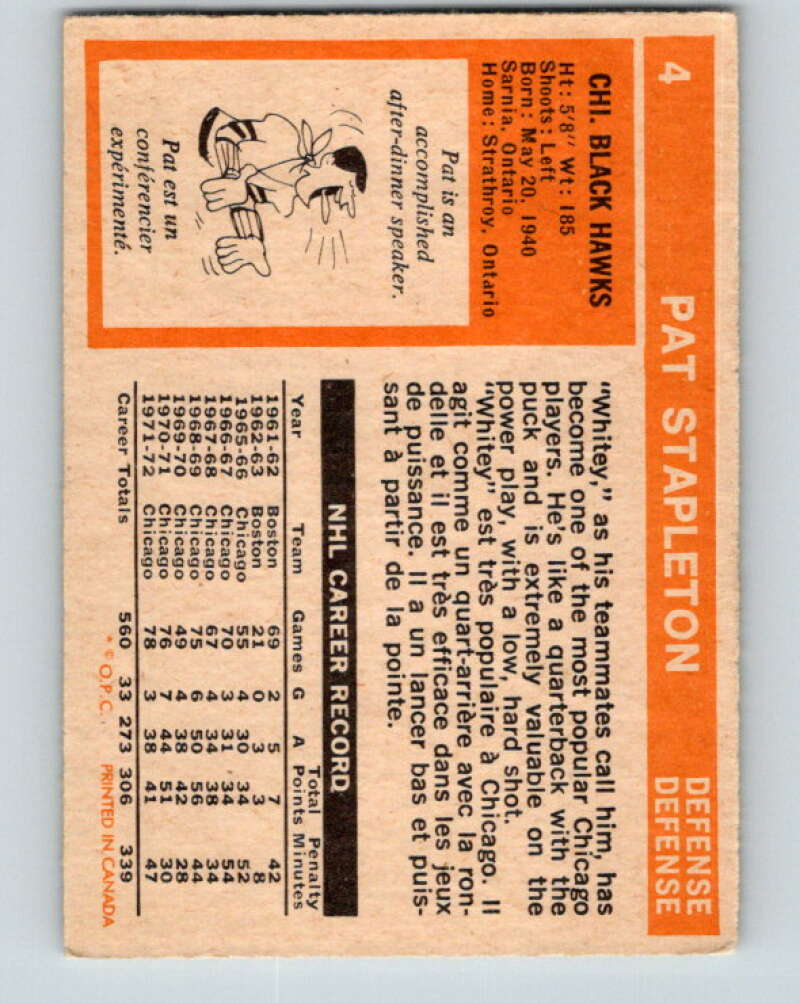 4 PAT STAPLETON DEFENSE
DEFENSE
CHI. BLACK HAWKS
Ht: 5'8" Wt: 185
Shoots: Left
Born: May 20, 1940
Sarnia, Ontario
Home: Strathroy, Ontario
Pat is an
accomplished
after-dinner speaker.
Pat est un
conférencier
expérimenté.
"Whitey," as his teammates call him, has
become one of the most popular Chicago
players. He's like a quarterback with the
puck and is extremely valuable on the
power play, with a low, hard shot.
"Whitey" est très populaire à Chicago. Il
agit comme un quart-arrière avec la ron-
delle et il est très efficace dans les jeux
de puissance. Il a un lancer bas et puis-
sant à partir de la pointe.
NHL CAREER RECORD
Total Penalty
Year Team Games G A Points Minutes
1961-62 Boston 69 2 5 7 42
1962-63 Boston 21 0 3 3 8
1965-66 Chicago 55 4 30 34 52
1966-67 Chicago 70 3 31 34 54
1967-68 Chicago 67 4 34 38 34
1968-69 Chicago 75 6 50 56 44
1969-70 Chicago 49 4 38 42 28
1970-71 Chicago 76 7 44 51 30
1971-72 Chicago 78 3 38 41 47
Career Totals 560 33 273 306 339
* © O.P.C. PRINTED IN CANADA